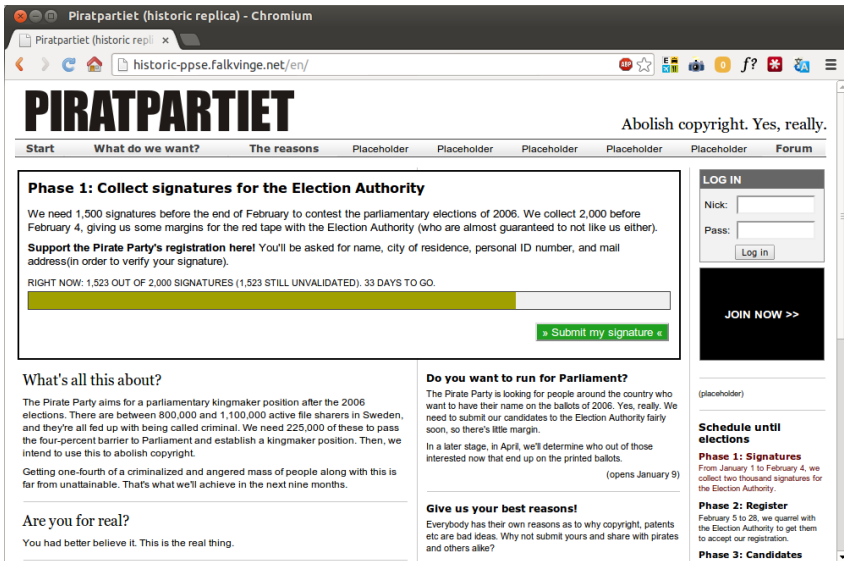 Piratpartiet (historic replica) - Chromium
Piratpartiet (historic repli
historic-ppse.falkvinge.net/en/
ABP
0
f?
PIRATPARTIET
Abolish copyright. Yes, really.
Start What do we want? The reasons Placeholder Placeholder Placeholder Placeholder Placeholder Forum
Phase 1: Collect signatures for the Election Authority
We need 1,500 signatures before the end of February to contest the parliamentary elections of 2006. We collect 2,000 before
February 4, giving us some margins for the red tape with the Election Authority (who are almost guaranteed to not like us either).
Support the Pirate Party's registration here! You'll be asked for name, city of residence, personal ID number, and mail
address(in order to verify your signature).
RIGHT NOW: 1,523 OUT OF 2,000 SIGNATURES (1,523 STILL UNVALIDATED). 33 DAYS TO GO.
» Submit my signature «
What's all this about?
The Pirate Party aims for a parliamentary kingmaker position after the 2006
elections. There are between 800,000 and 1,100,000 active file sharers in Sweden,
and they're all fed up with being called criminal. We need 225,000 of these to pass
the four-percent barrier to Parliament and establish a kingmaker position. Then, we
intend to use this to abolish copyright.
Getting one-fourth of a criminalized and angered mass of people along with this is
far from unattainable. That's what we'll achieve in the next nine months.
Are you for real?
You had better believe it. This is the real thing.
Do you want to run for Parliament?
The Pirate Party is looking for people around the country who
want to have their name on the ballots of 2006. Yes, really. We
need to submit our candidates to the Election Authority fairly
soon, so there's little margin.
In a later stage, in April, we'll determine who out of those
interested now that end up on the printed ballots.
(opens January 9)
Give us your best reasons!
Everybody has their own reasons as to why copyright, patents
etc are bad ideas. Why not submit yours and share with pirates
and others alike?
LOG IN
Nick:
Pass:
Log in
JOIN NOW >>
(placeholder)
Schedule until
elections
Phase 1: Signatures
From January 1 to February 4, we
collect two thousand signatures for
the Election Authority.
Phase 2: Register
February 5 to 28, we quarrel with
the Election Authority to get them
to accept our registration.
Phase 3: Candidates